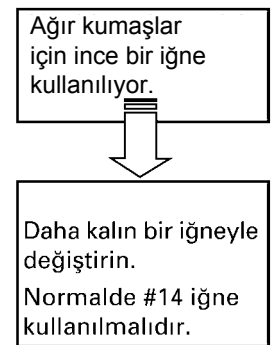 Ağır kumaşlar
için ince bir iğne
kullanılıyor.
Daha kalın bir iğneyle
değiştirin.
Normalde #14 iğne
kullanılmalıdır.